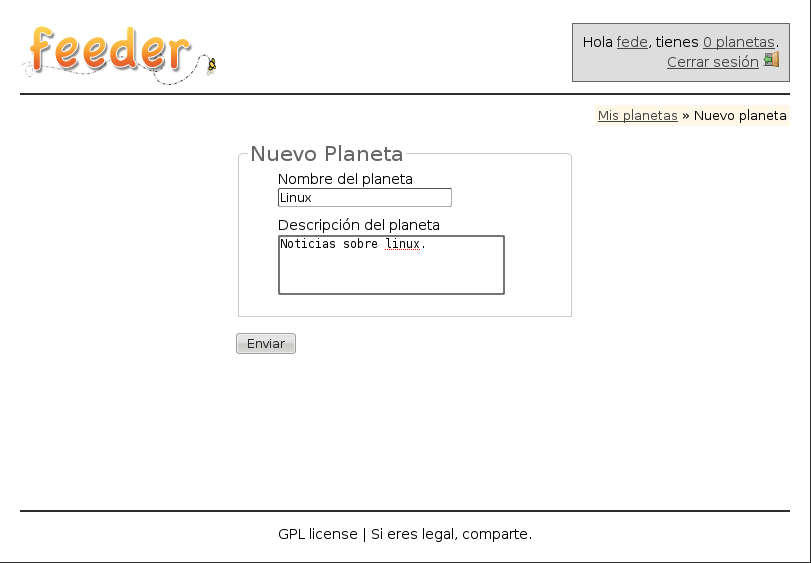 feeder
Hola fede, tienes 0 planetas.
Cerrar sesión
Mis planetas » Nuevo planeta
Nuevo Planeta
Nombre del planeta
Linux
Descripción del planeta
Noticias sobre linux.
Enviar
GPL license | Si eres legal, comparte.